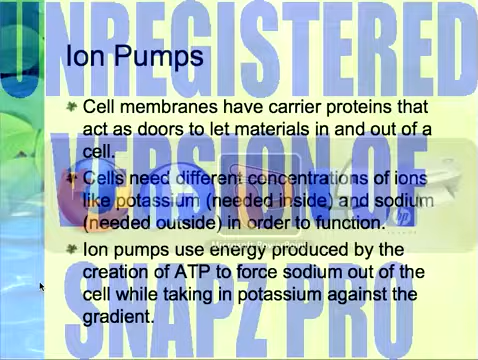 UNREGISTERED
Ion Pumps
Cell membranes have carrier proteins that
act as doors to let materials in and out of a
cell.
VERSION OF
Cells need different concentrations of ions
like potassium (needed inside) and sodium
(needed outside) in order to function.
hp
Ion pumps use energy produced by the
creation of ATP to force sodium out of the
cell while taking in potassium against the
gradient.
SNAPZ PRO